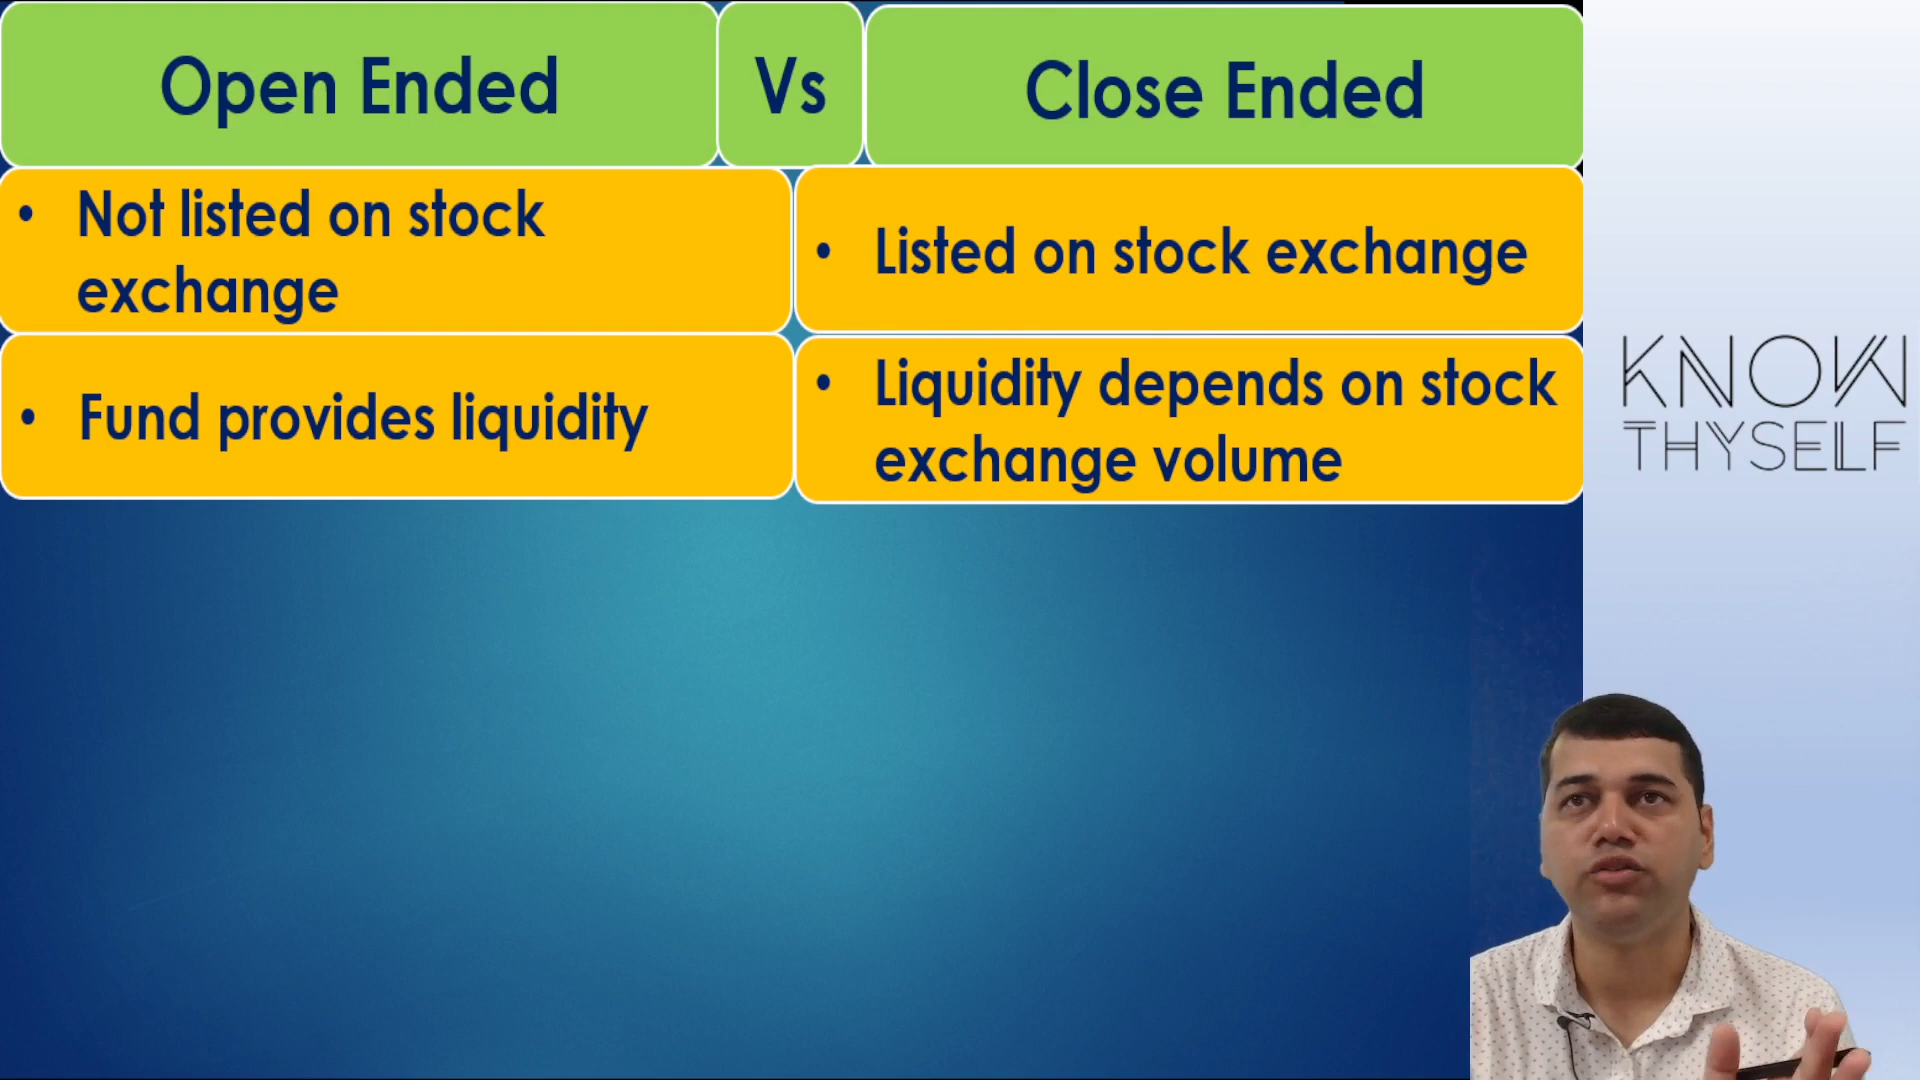 Open Ended
Vs
Close Ended
• Not listed on stock
exchange
• Listed on stock exchange
• Fund provides liquidity
• Liquidity depends on stock
exchange volume
KNOW
THYSELF